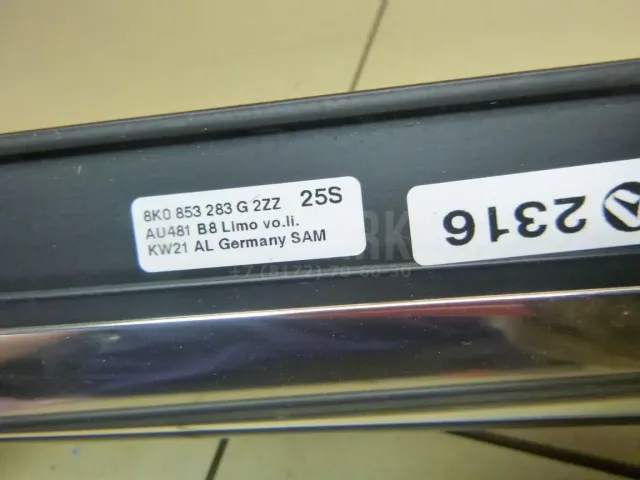 8K0 853 283 G 2ZZ 25S
AU481 B8 Limo vo.li.
KW21 AL Germany SAM
2316